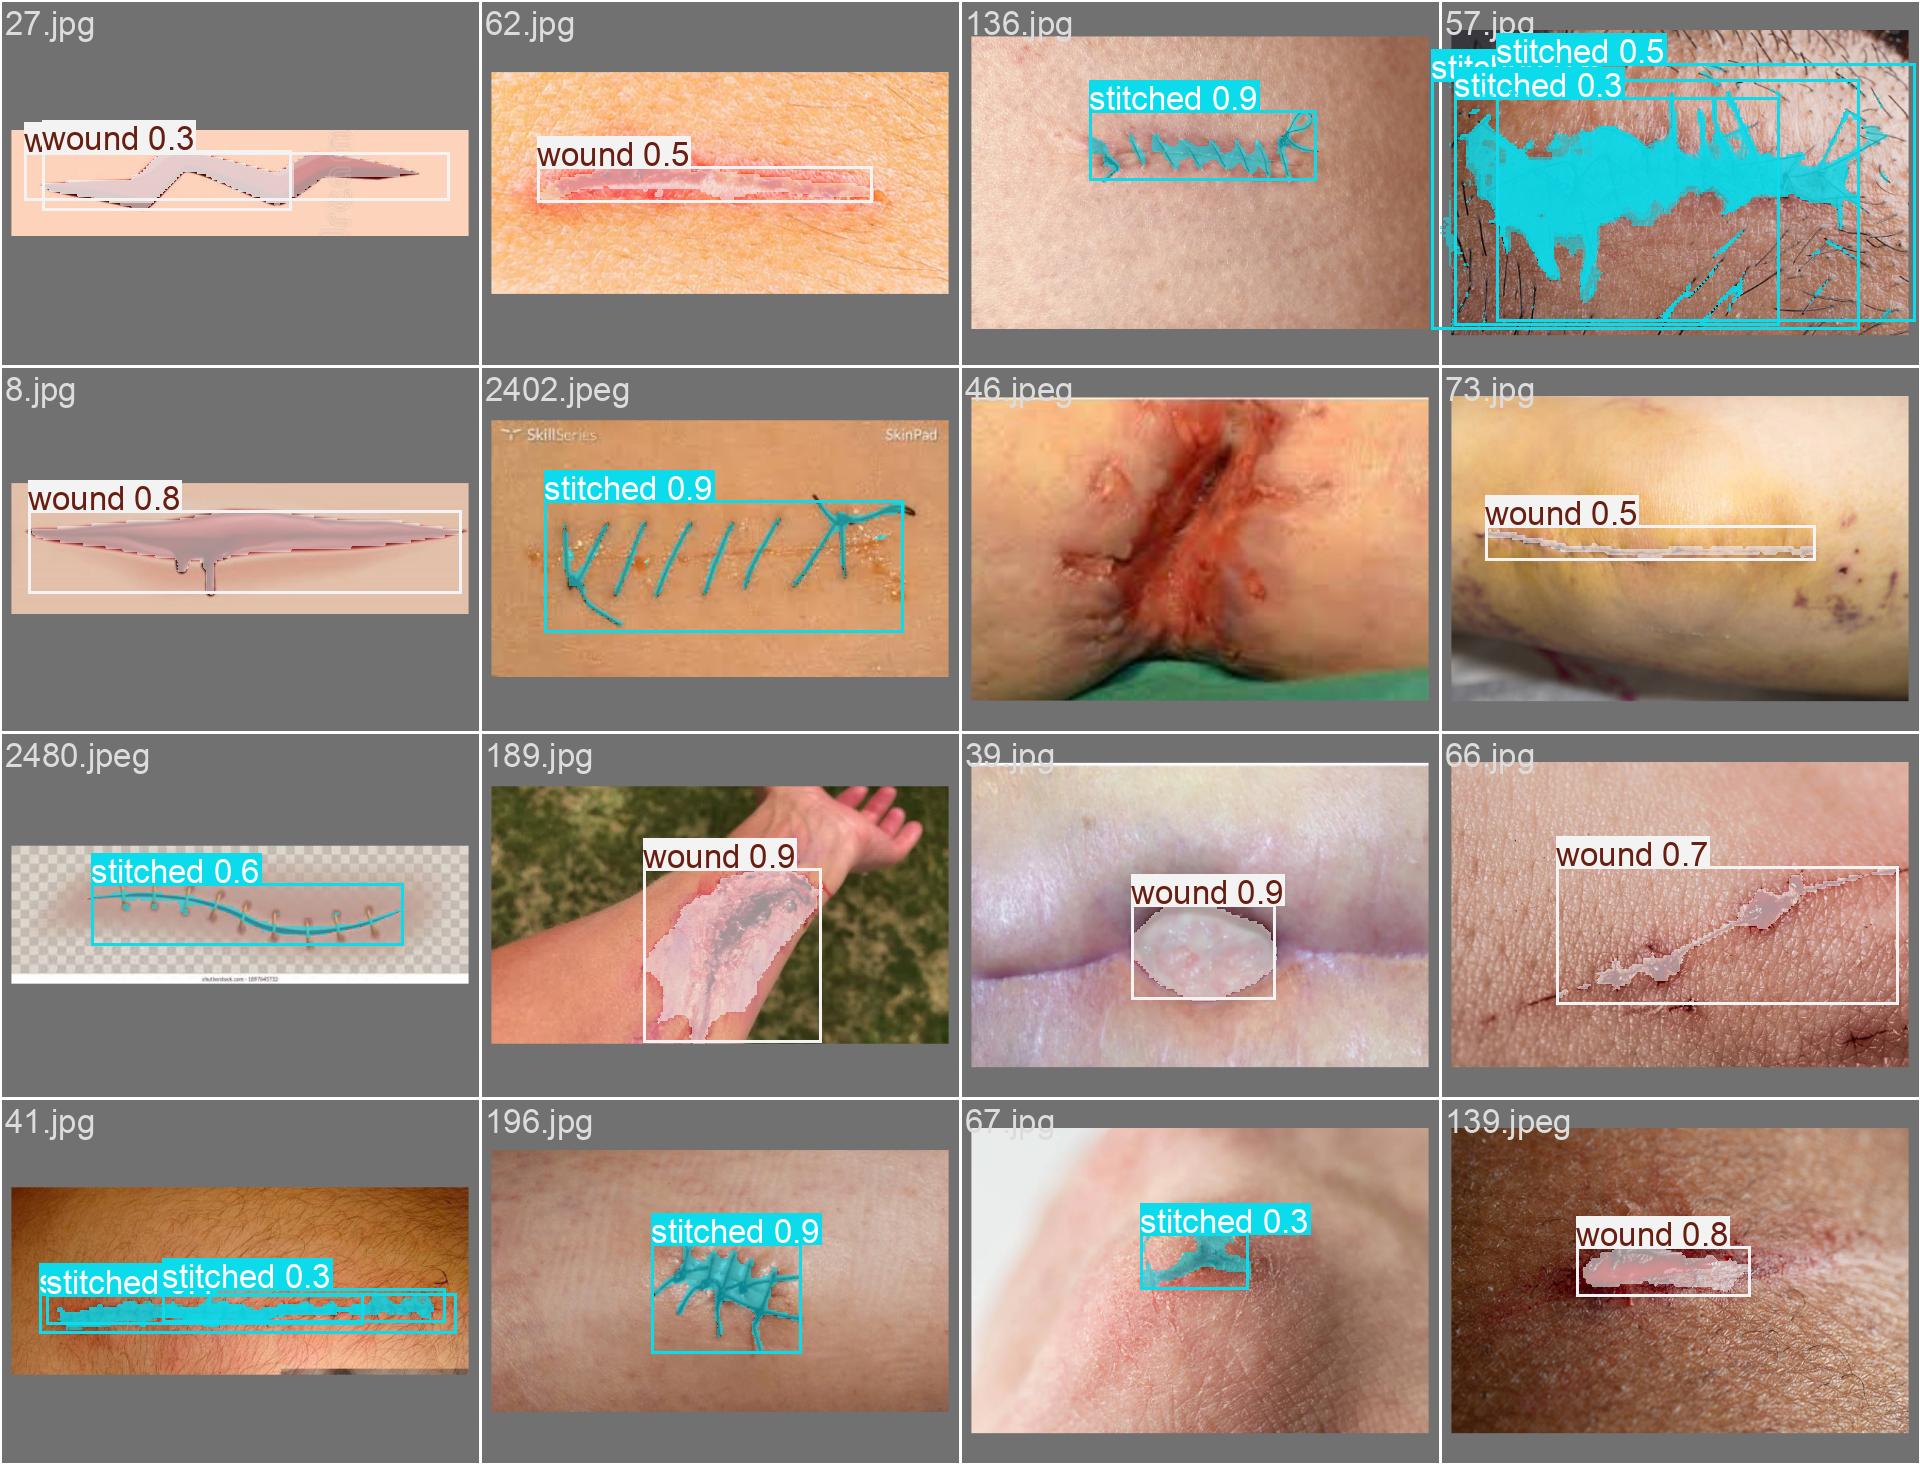 27.jpg
wwound 0.3
62.jpg
wound 0.5
136.jpg
stitched 0.9
57.jpg
stitched 0.5
stitched 0.3
8.jpg
wound 0.8
2402.jpeg
SkillSeries
SkinPad
stitched 0.9
46.jpeg
73.jpg
wound 0.5
2480.jpeg
stitched 0.6
189.jpg
wound 0.9
39.jpg
wound 0.9
66.jpg
wound 0.7
41.jpg
stitched
stitched 0.3
196.jpg
stitched 0.9
67.jpg
stitched 0.3
139.jpeg
wound 0.8